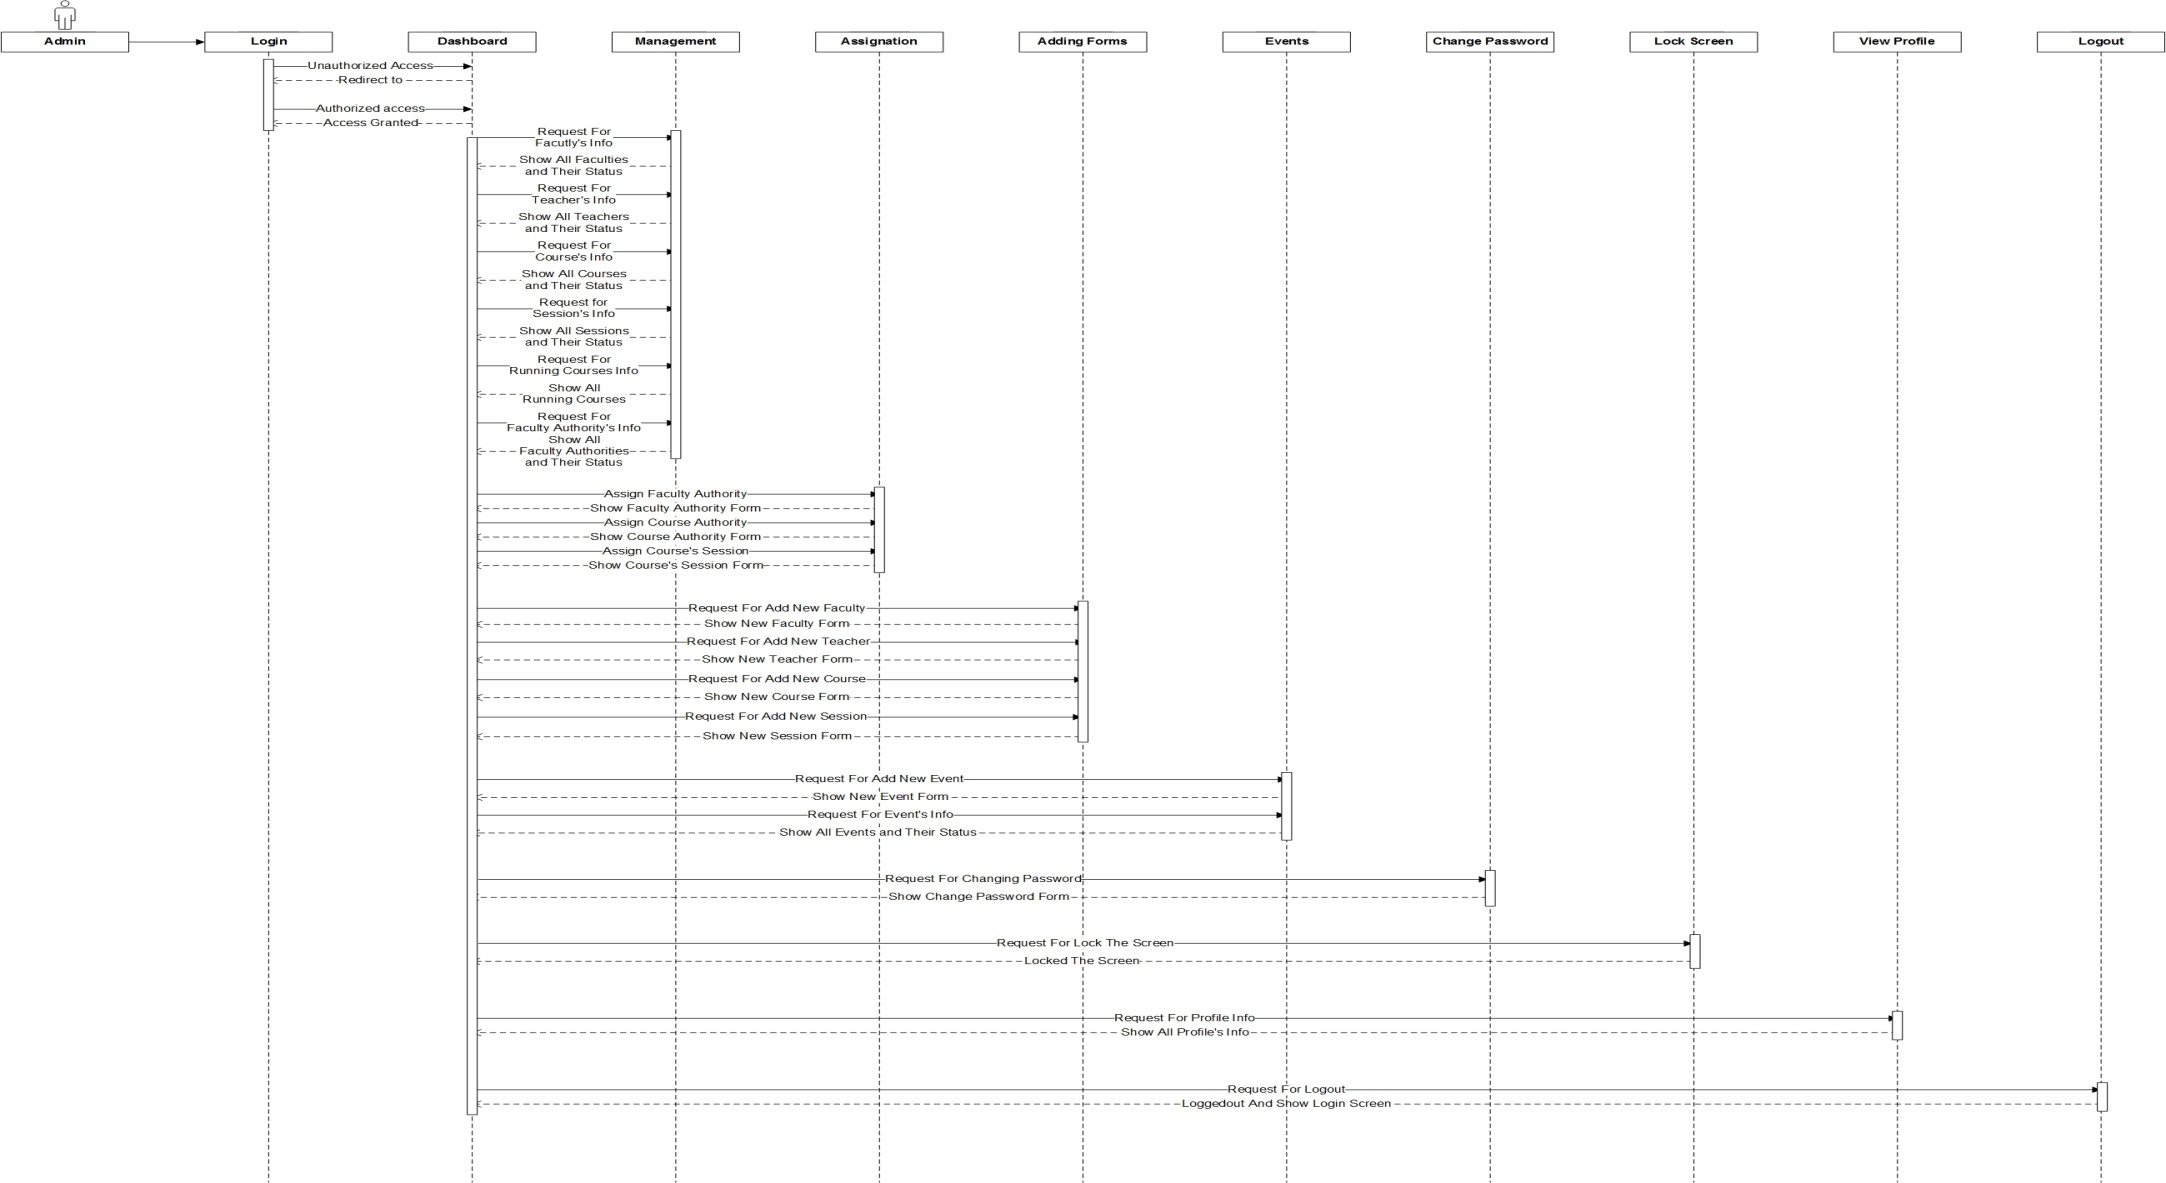 Admin
Login
Dashboard
Management
Assignation
Adding Forms
Events
Change Password
Lock Screen
View Profile
Logout
Unauthorized Access
Redirect to
Authorized access
Access Granted
Request For
Facutly's Info
Show All Faculties
and Their Status
Request For
Teacher's Info
Show All Teachers
and Their Status
Request For
Course's Info
Show All Courses
and Their Status
Request for
Session's Info
Show All Sessions
and Their Status
Request For
Running Courses Info
Show All
Running Courses
Request For
Faculty Authority's Info
Show All
Faculty Authorities
and Their Status
Assign Faculty Authority
Show Faculty Authority Form
Assign Course Authority
Show Course Authority Form
Assign Course's Session
Show Course's Session Form
Request For Add New Faculty
Show New Faculty Form
Request For Add New Teacher
Show New Teacher Form
Request For Add New Course
Show New Course Form
Request For Add New Session
Show New Session Form
Request For Add New Event
Show New Event Form
Request For Event's Info
Show All Events and Their Status
Request For Changing Password
Show Change Password Form
Request For Lock The Screen
Locked The Screen
Request For Profile Info
Show All Profile's Info
Request For Logout
Loggedout And Show Login Screen